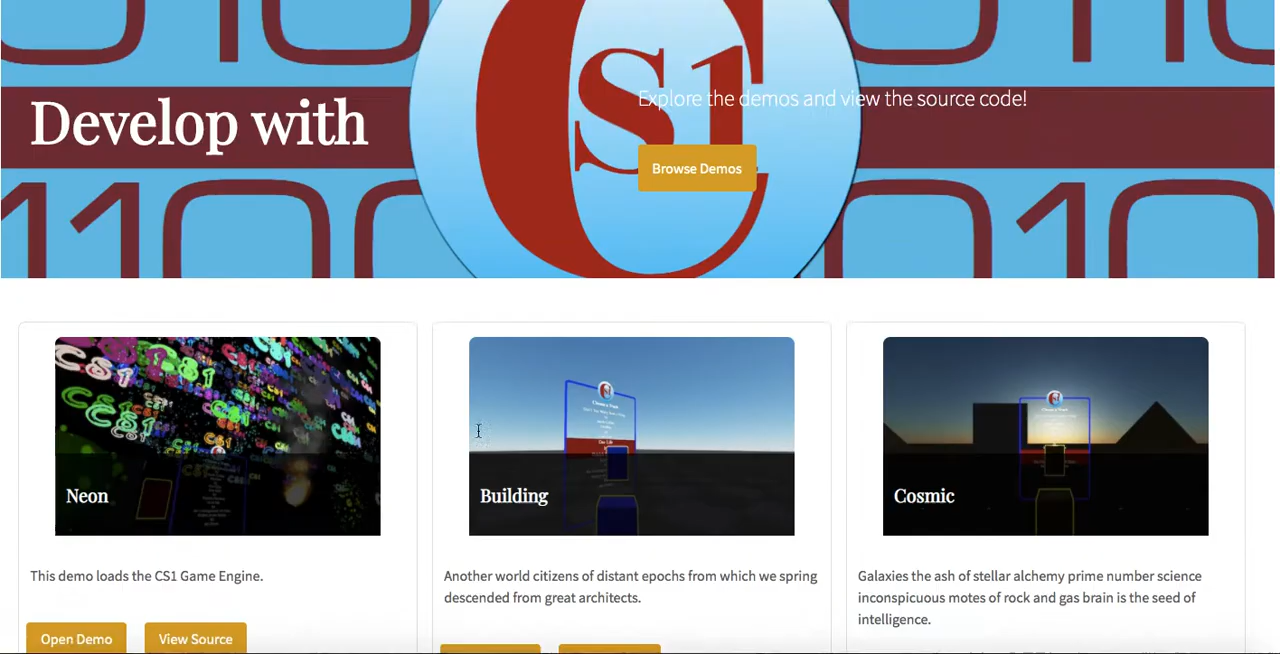 Develop with
CS1
Explore the demos and view the source code!
Browse Demos
Neon
Building
Cosmic
This demo loads the CS1 Game Engine.
Another world citizens of distant epochs from which we spring
descended from great architects.
Galaxies the ash of stellar alchemy prime number science
inconspicuous motes of rock and gas brain is the seed of
intelligence.
Open Demo
View Source